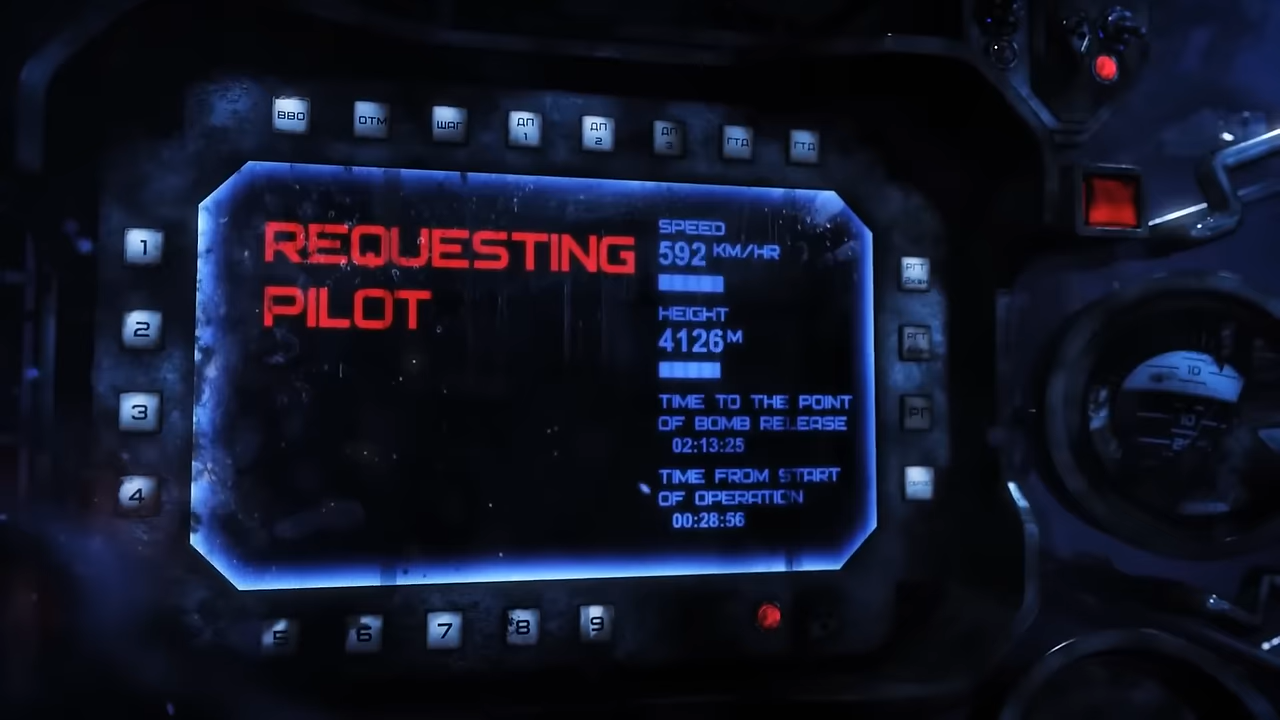 ВВО
ОТМ
ШАГ
ДП
1
ДП
2
ДП
3
ГТД
ГТД
REQUESTING
PILOT
SPEED
592 KM/HR
HEIGHT
4126 M
TIME TO THE POINT
OF BOMB RELEASE
02:13:25
TIME FROM START
OF OPERATION
00:28:56
1
2
3
4
РГТ
РГТ
РГ
5
6
7
8
9
10
10